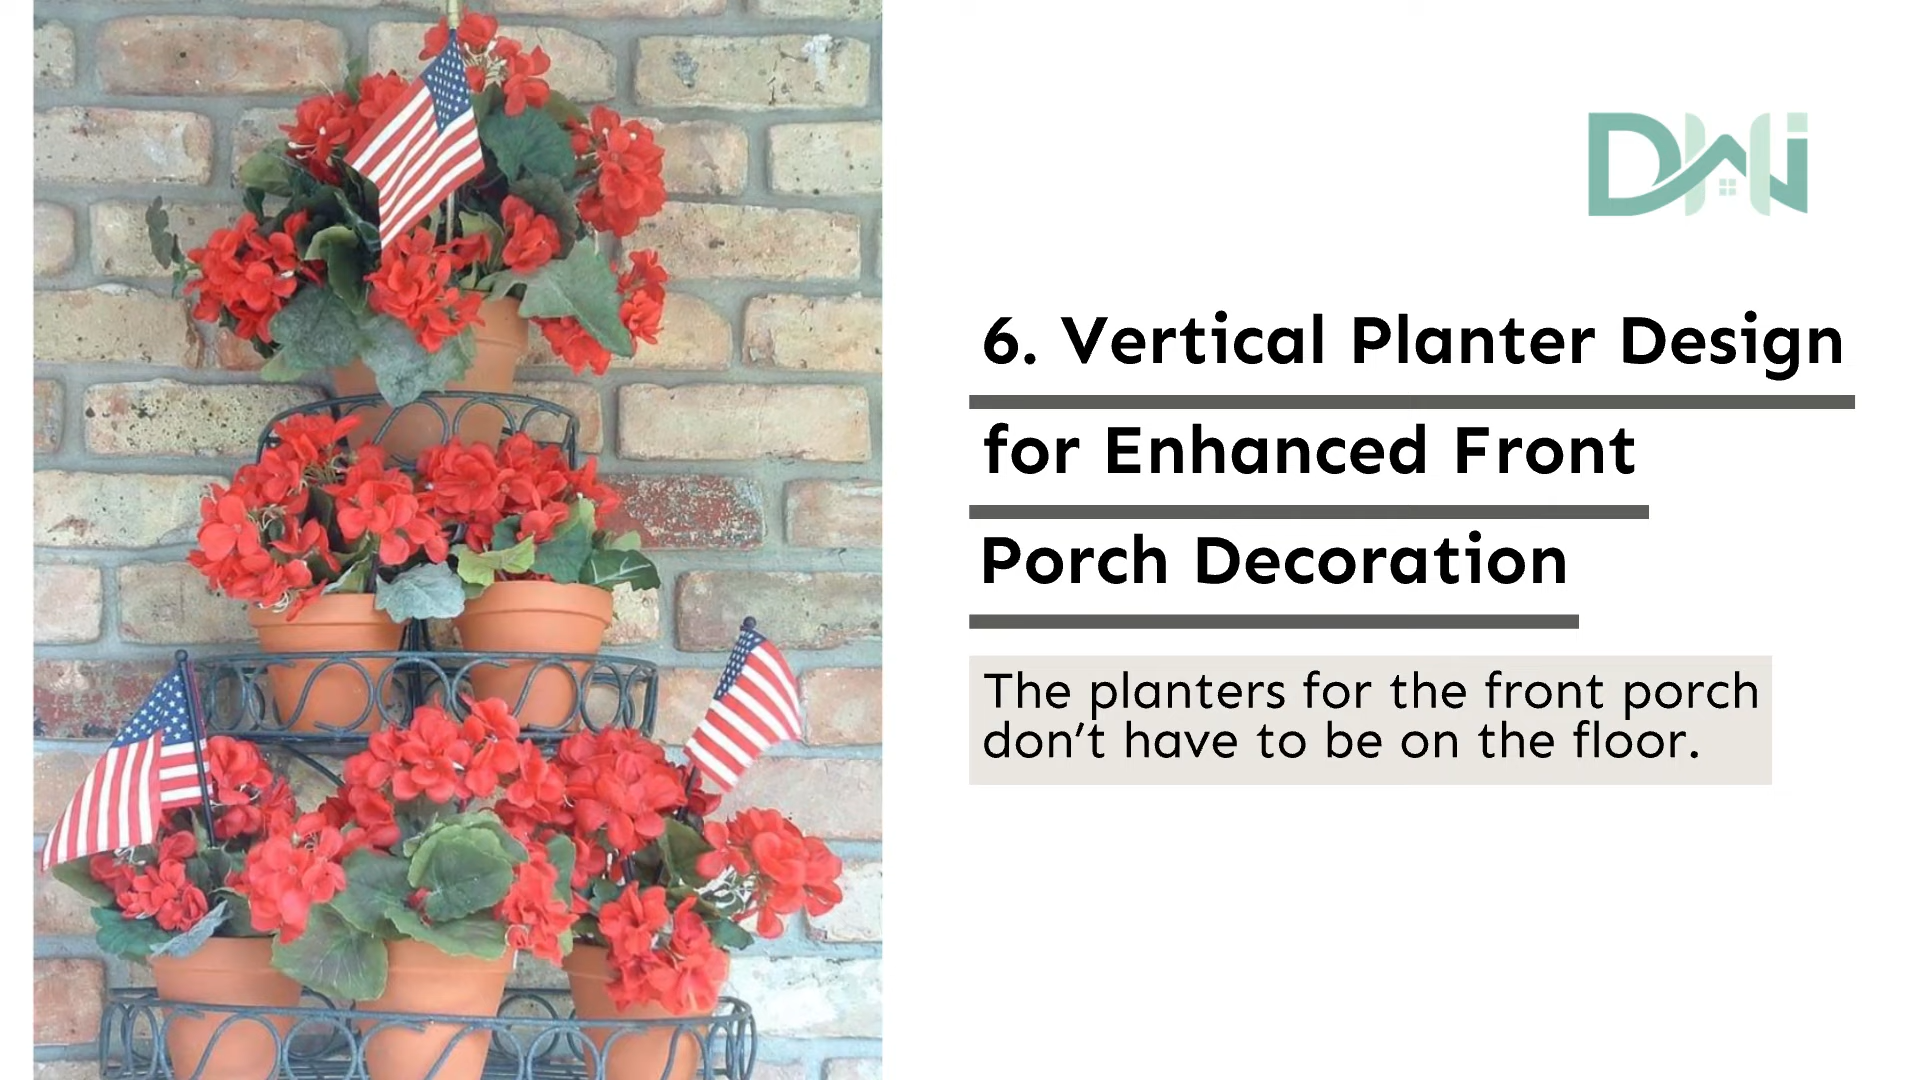 DHI
6. Vertical Planter Design
for Enhanced Front
Porch Decoration
The planters for the front porch
don't have to be on the floor.